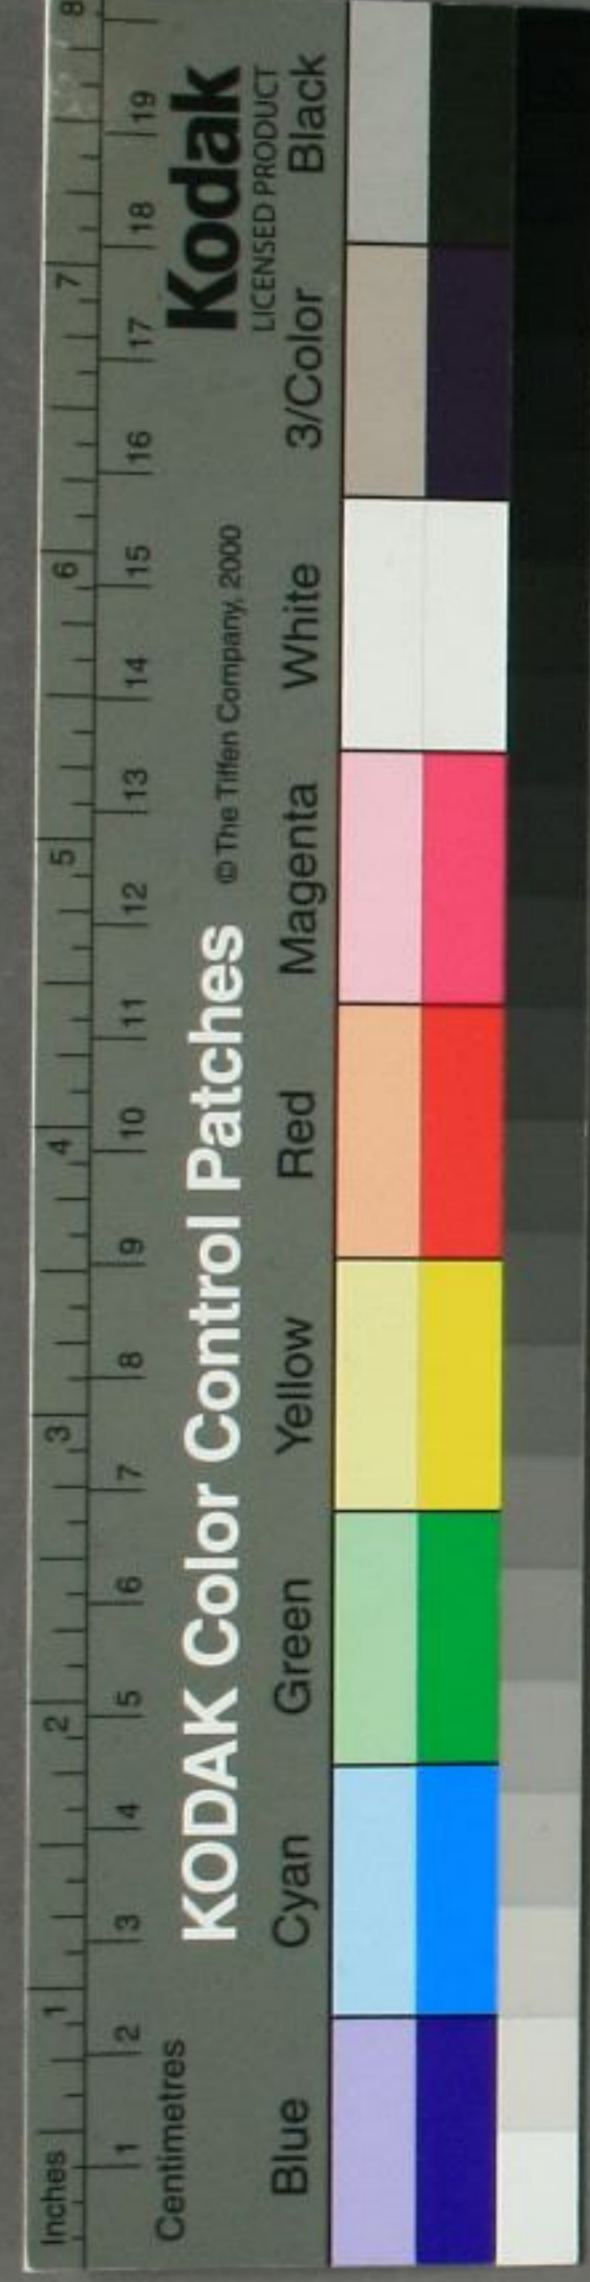 Inches 1 2 3 4 5 6 7 8
1 2 3 4 5 6 7 8 9 10 11 12 13 14 15 16 17 18 19
Centimetres
KODAK Color Control Patches
© The Tiffen Company, 2000
Kodak
LICENSED PRODUCT
Blue Cyan Green Yellow Red Magenta White 3/Color Black